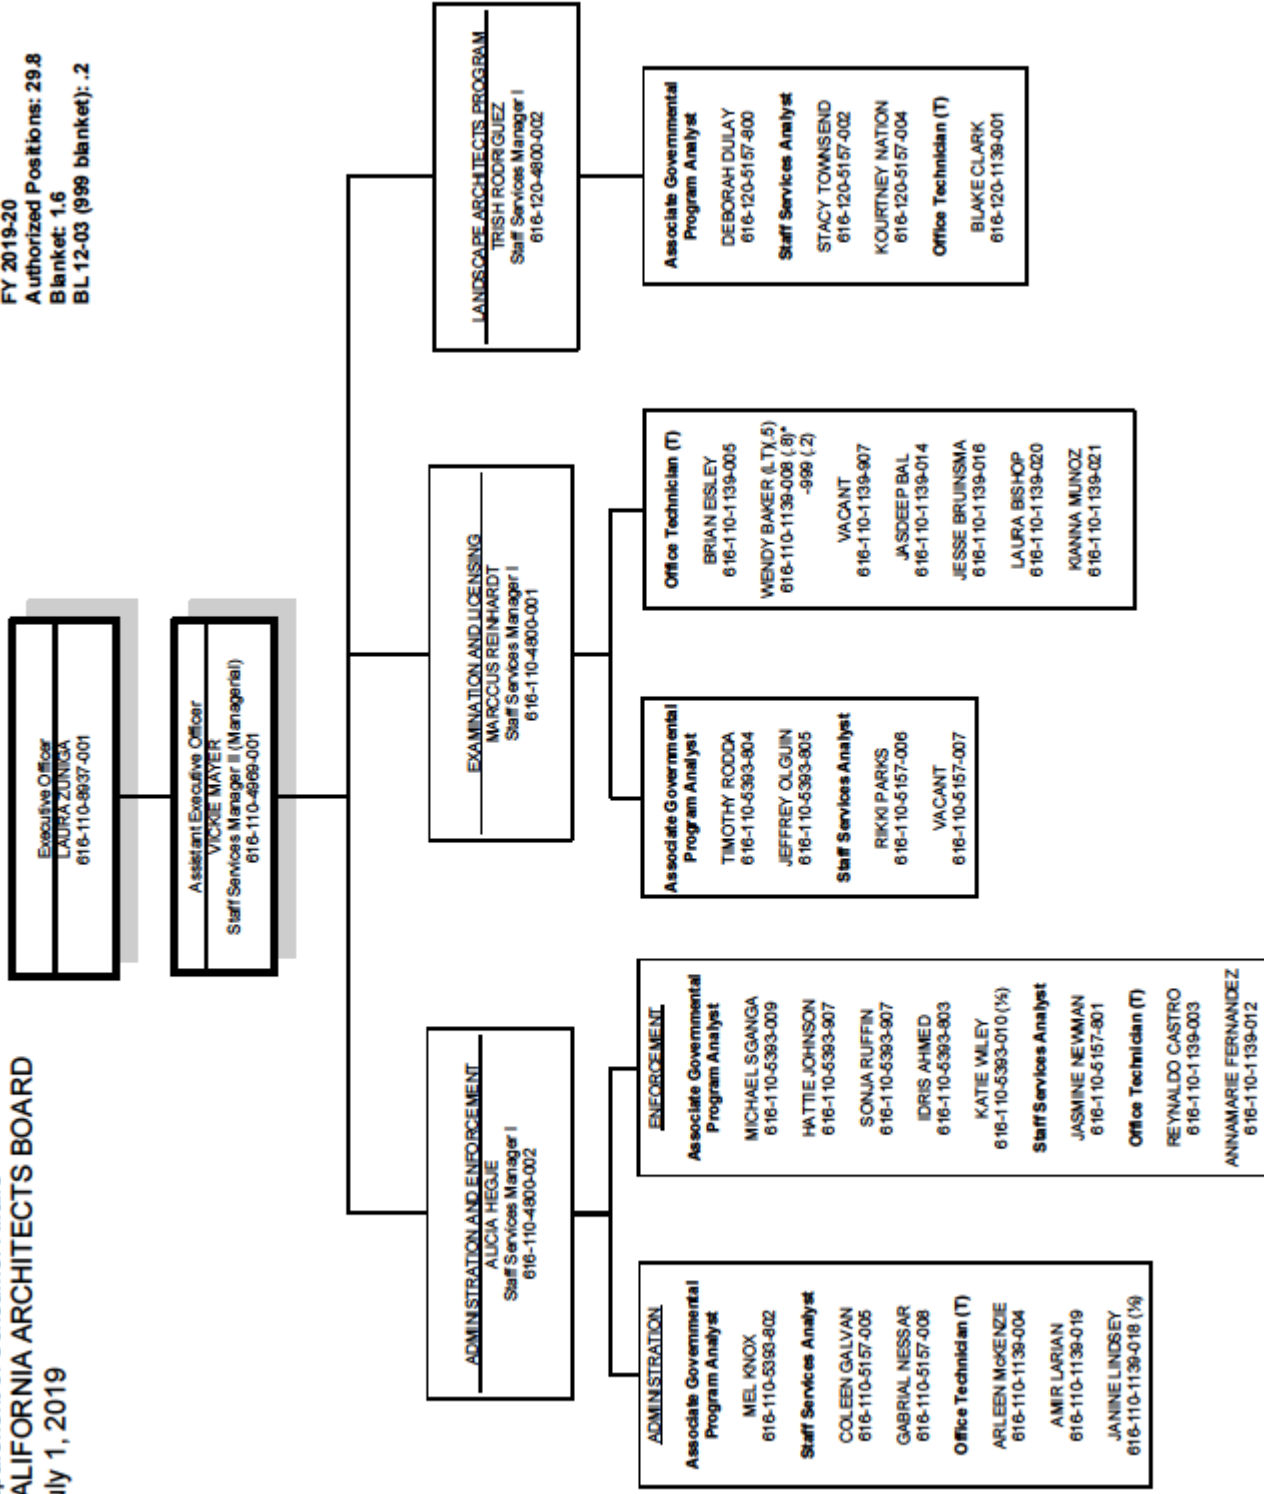 ALIFORNIA ARCHITECTS BOARD
uly 1, 2019
FY 2019-20
Authorized Positions: 29.8
Blanket: 1.6
BL 12-03 (999 blanket): .2
Executive Officer
LAURA ZUNIGA
616-110-8937-001
Assistant Executive Officer
VICKIE MAYER
Staff Services Manager II (Managerial)
616-110-4969-001
ADMINISTRATION AND ENFORCEMENT
ALICIA HEGJE
Staff Services Manager I
616-110-4800-002
EXAMINATION AND LICENSING
MARCCUS REINHARDT
Staff Services Manager I
616-110-4800-001
LANDSCAPE ARCHITECTS PROGRAM
TRISH RODRIGUEZ
Staff Services Manager I
616-120-4800-002
ADMINISTRATION
Associate Governmental
Program Analyst
MEL KNOX
616-110-5393-802
Staff Services Analyst
COLEEN GALVAN
616-110-5157-005
GABRIAL NESSAR
616-110-5157-008
Office Technician (T)
ARLEEN McKENZIE
616-110-1139-004
AMIR LARIAN
616-110-1139-019
JANINE LINDSEY
616-110-1139-018 (½)
ENFORCEMENT
Associate Governmental
Program Analyst
MICHAEL SGANGA
616-110-5393-009
HATTIE JOHNSON
616-110-5393-907
SONJA RUFFIN
616-110-5393-907
IDRIS AHMED
616-110-5393-803
KATIE WILEY
616-110-5393-010 (½)
Staff Services Analyst
JASMINE NEWMAN
616-110-5157-801
Office Technician (T)
REYNALDO CASTRO
616-110-1139-003
ANNAMARIE FERNANDEZ
616-110-1139-012
Associate Governmental
Program Analyst
TIMOTHY RODDA
616-110-5393-804
JEFFREY OLGUIN
616-110-5393-805
Staff Services Analyst
RIKKI PARKS
616-110-5157-006
VACANT
616-110-5157-007
Office Technician (T)
BRIAN EISLEY
616-110-1139-005
WENDY BAKER (LT)(.5)
616-110-1139-008 (.8)*
-999 (.2)
VACANT
616-110-1139-907
JASDEEP BAL
616-110-1139-014
JESSE BRUINSMA
616-110-1139-016
LAURA BISHOP
616-110-1139-020
KIANNA MUNOZ
616-110-1139-021
Associate Governmental
Program Analyst
DEBORAH DULAY
616-120-5157-800
Staff Services Analyst
STACY TOWNSEND
616-120-5157-002
KOURTNEY NATION
616-120-5157-004
Office Technician (T)
BLAKE CLARK
616-120-1139-001